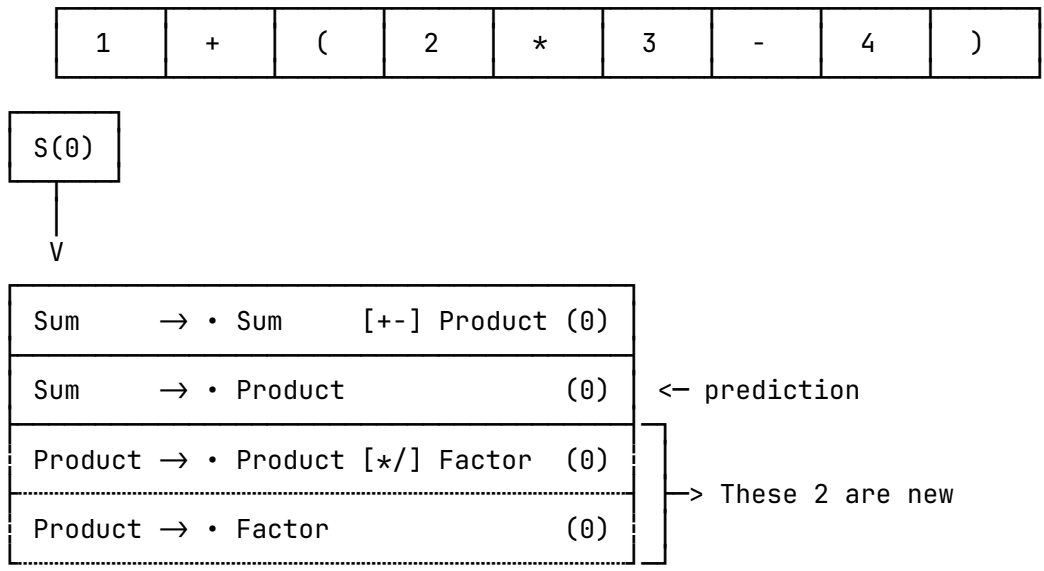 1 + ( 2 * 3 - 4 )
S(0)
V
Sum → • Sum [+-] Product (0)
Sum → • Product (0) <─ prediction
Product → • Product [*/] Factor (0)
─> These 2 are new
Product → • Factor (0)